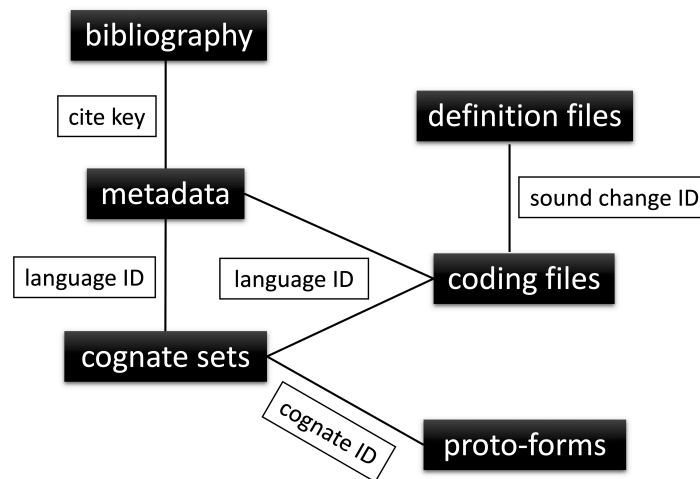 bibliography
cite key
definition files
metadata
sound change ID
language ID
language ID
coding files
cognate sets
cognate ID
proto-forms